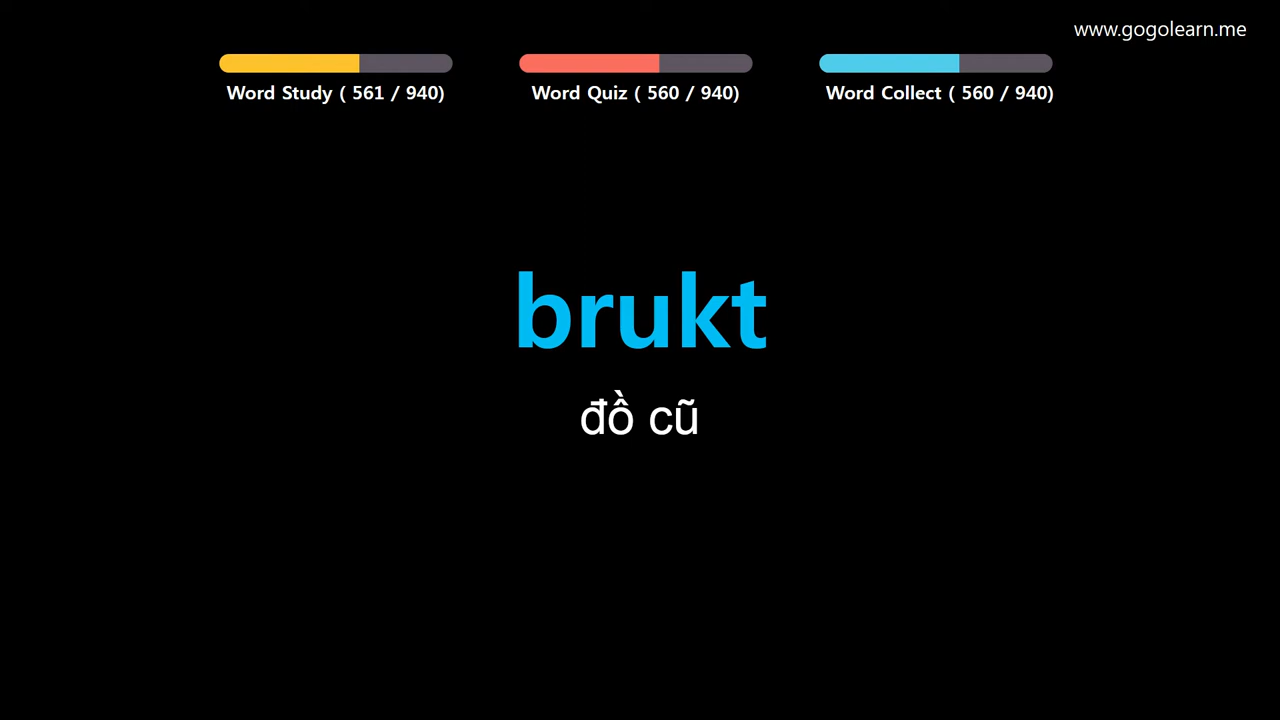 www.gogolearn.me
Word Study ( 561 / 940)
Word Quiz ( 560 / 940)
Word Collect ( 560 / 940)
brukt
đồ cũ